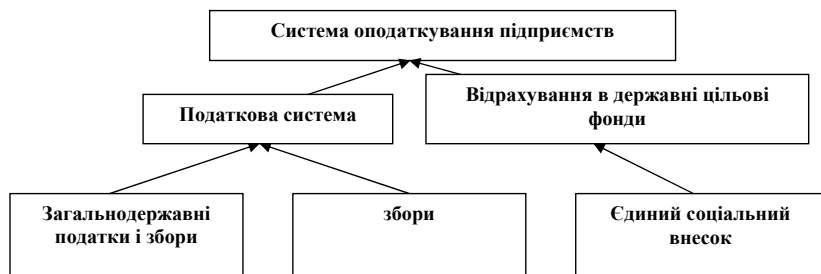 Система оподаткування підприємств
Податкова система
Відрахування в державні цільові
фонди
Загальнодержавні
податки і збори
збори
Єдиний соціальний
внесок